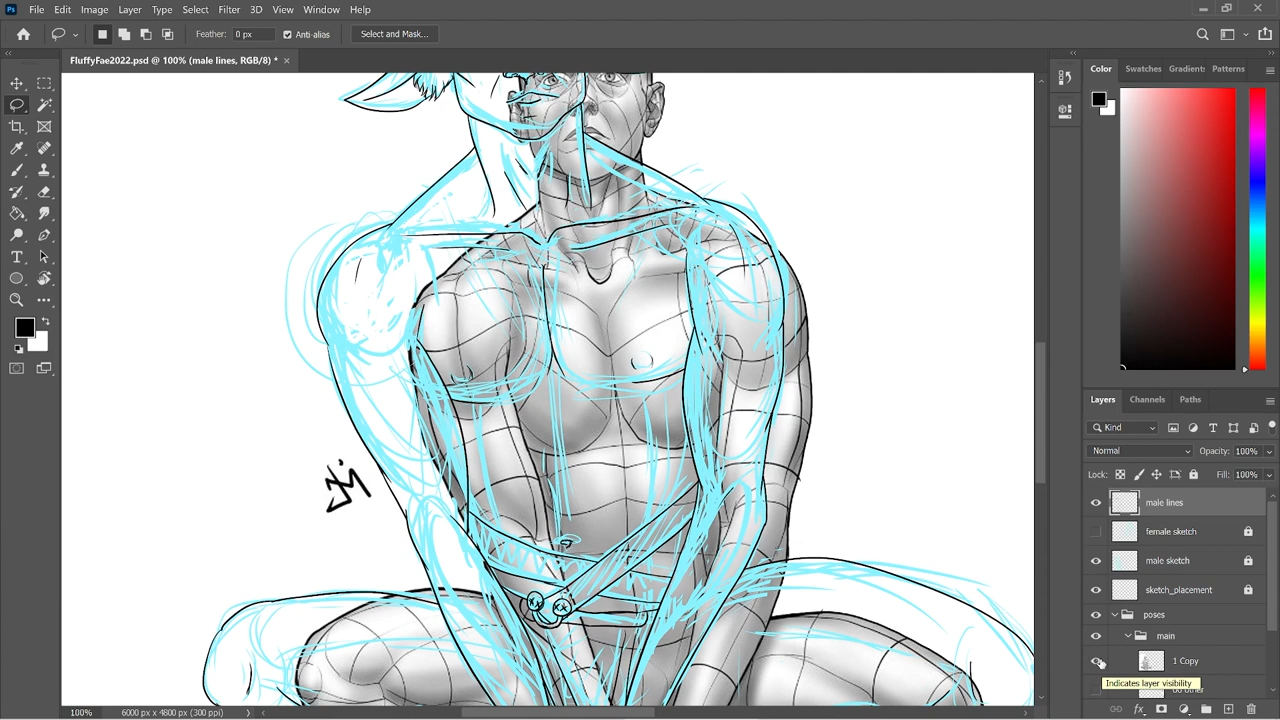 Ps File Edit Image Layer Type Select Filter 3D View Window Help
Feather: 0 px Anti-alias Select and Mask...
FluffyFae2022.psd @ 100% (male lines, RGB/8) * ×
Color Swatches Gradients Patterns
Layers Channels Paths
Kind
Normal Opacity: 100%
Lock: Fill: 100%
male lines
female sketch
male sketch
sketch_placement
poses
main
1 Copy
Indicates layer visibility
100% 6000 px x 4800 px (300 ppi)